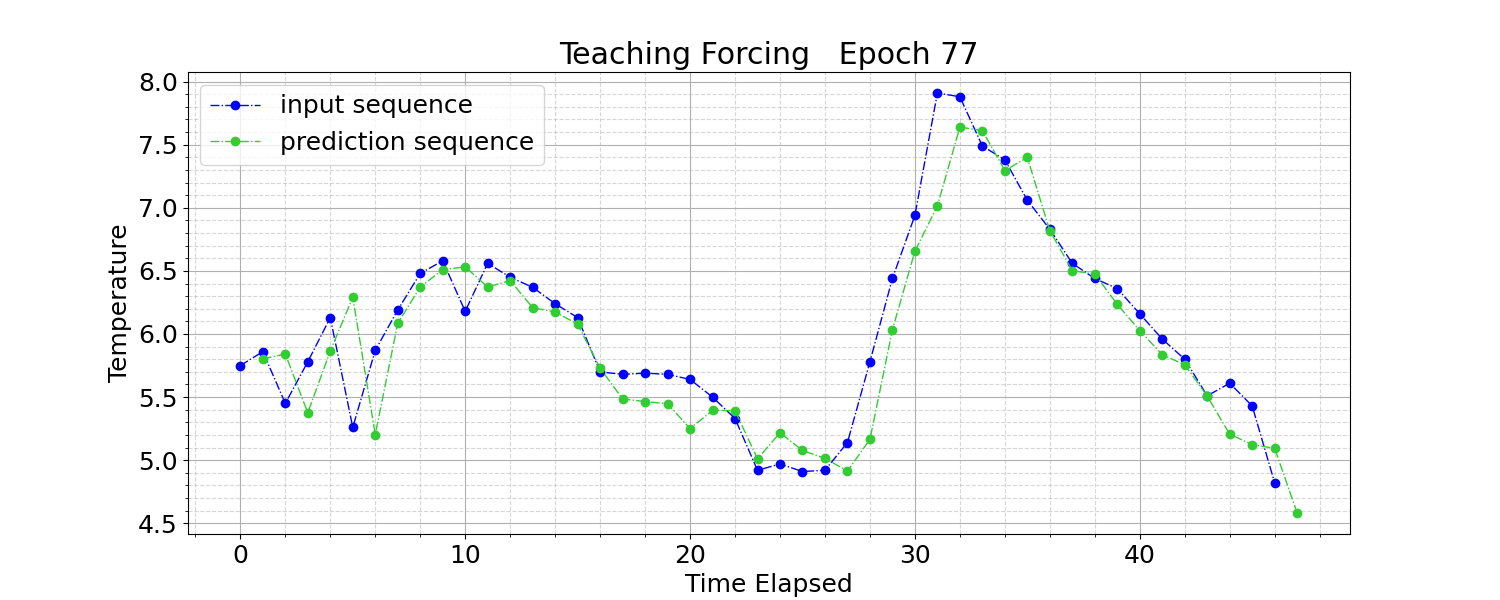 Teaching Forcing   Epoch 77
8.0
7.5
7.0
6.5
6.0
5.5
5.0
4.5
Temperature
input sequence
prediction sequence
0 10 20 30 40
Time Elapsed